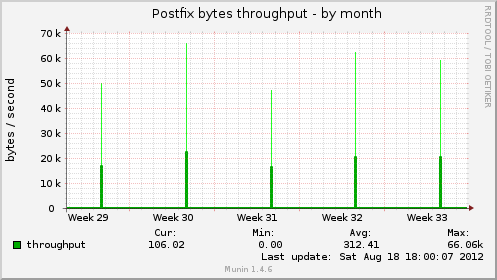 Postfix bytes throughput - by month
RRDTOOL / TOBI OETIKER
bytes / second
70 k
60 k
50 k
40 k
30 k
20 k
10 k
0
Week 29 Week 30 Week 31 Week 32 Week 33
Cur: Min: Avg: Max:
throughput 106.02 0.00 312.41 66.06k
Last update: Sat Aug 18 18:00:07 2012
Munin 1.4.6